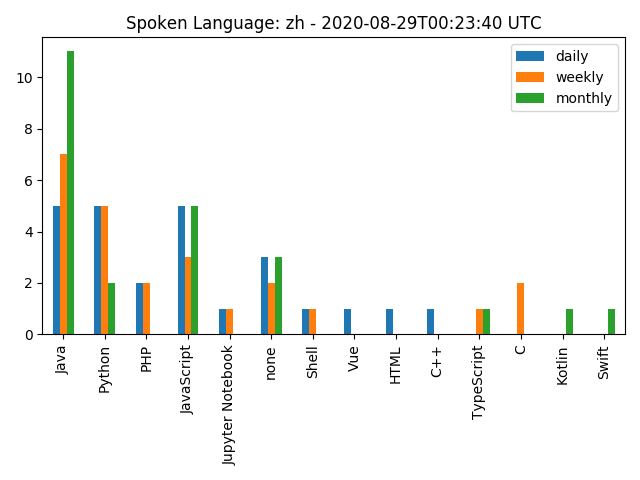 Spoken Language: zh - 2020-08-29T00:23:40 UTC
daily
weekly
monthly
10
8
6
4
2
0
Java
Python
PHP
JavaScript
Jupyter Notebook
none
Shell
Vue
HTML
C++
TypeScript
C
Kotlin
Swift